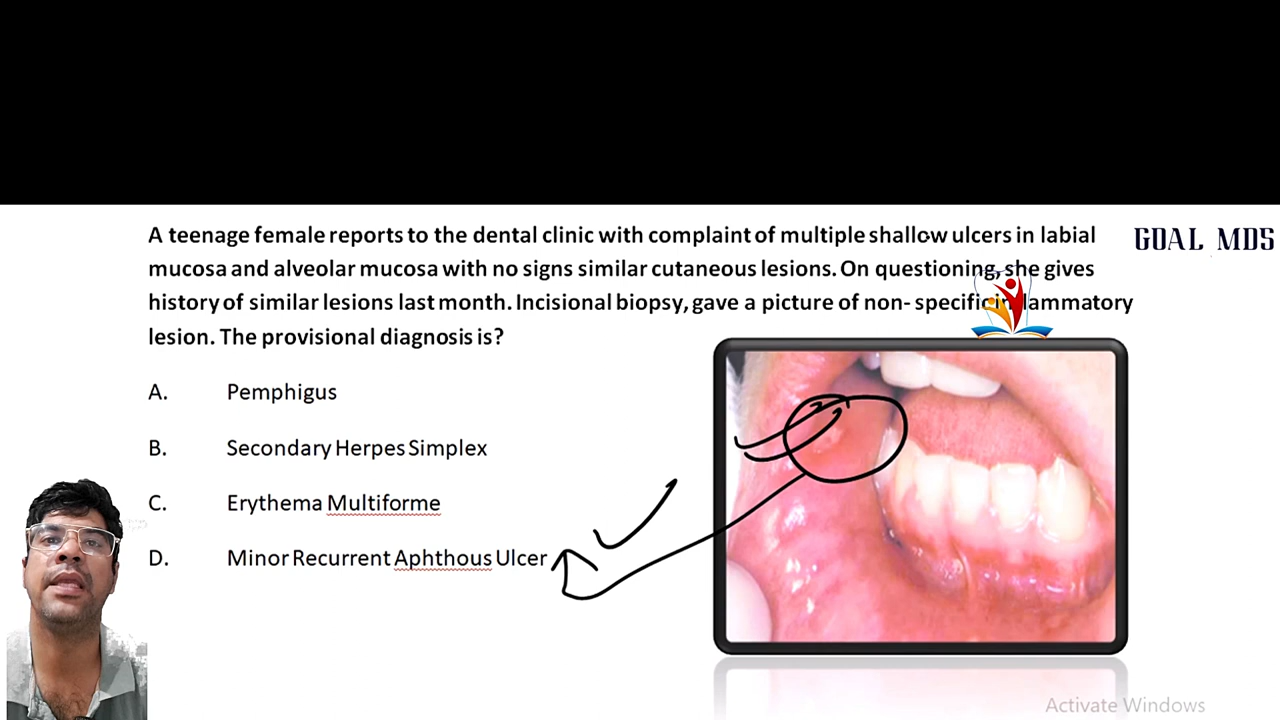 A teenage female reports to the dental clinic with complaint of multiple shallow ulcers in labial
GOAL MDS
mucosa and alveolar mucosa with no signs similar cutaneous lesions. On questioning, she gives
history of similar lesions last month. Incisional biopsy, gave a picture of non- specific inflammatory
lesion. The provisional diagnosis is?
A. Pemphigus
B. Secondary Herpes Simplex
C. Erythema Multiforme
D. Minor Recurrent Aphthous Ulcer
Activate Windows